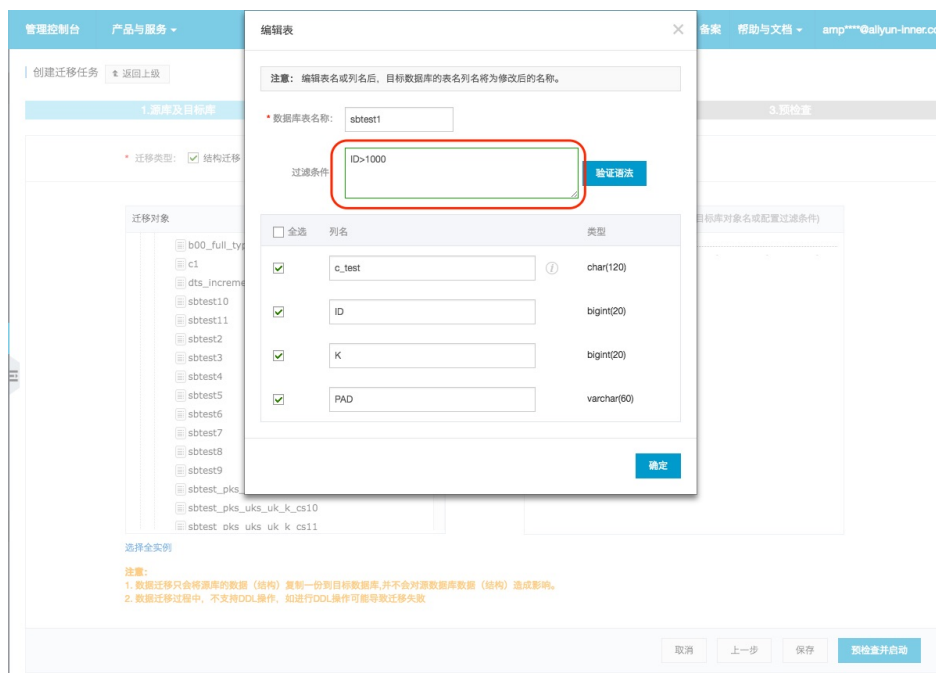 管理控制台 产品与服务 备案 帮助与文档 amp****@aliyun-inner.co
创建迁移任务 返回上级
1.源库及目标库 3.预检查
* 迁移类型: 结构迁移
迁移对象 目标库对象名或配置过滤条件)
b00_full_typ
c1
dts_increme
sbtest10
sbtest11
sbtest2
sbtest3
sbtest4
sbtest5
sbtest6
sbtest7
sbtest8
sbtest9
sbtest_pks_
sbtest_pks_uks_uk_k_cs10
sbtest_pks_uks_uk_k_cs11
选择全实例
注意:
1. 数据迁移只会将源库的数据(结构)复制一份到目标数据库,并不会对源数据库数据(结构)造成影响。
2. 数据迁移过程中，不支持DDL操作，如进行DDL操作可能导致迁移失败
取消 上一步 保存 预检查并启动
编辑表 ×
注意: 编辑表名或列名后，目标数据库的表名列名将为修改后的名称。
* 数据库表名称: sbtest1
过滤条件 ID>1000 验证语法
全选 列名 类型
c_test char(120)
ID bigint(20)
K bigint(20)
PAD varchar(60)
确定